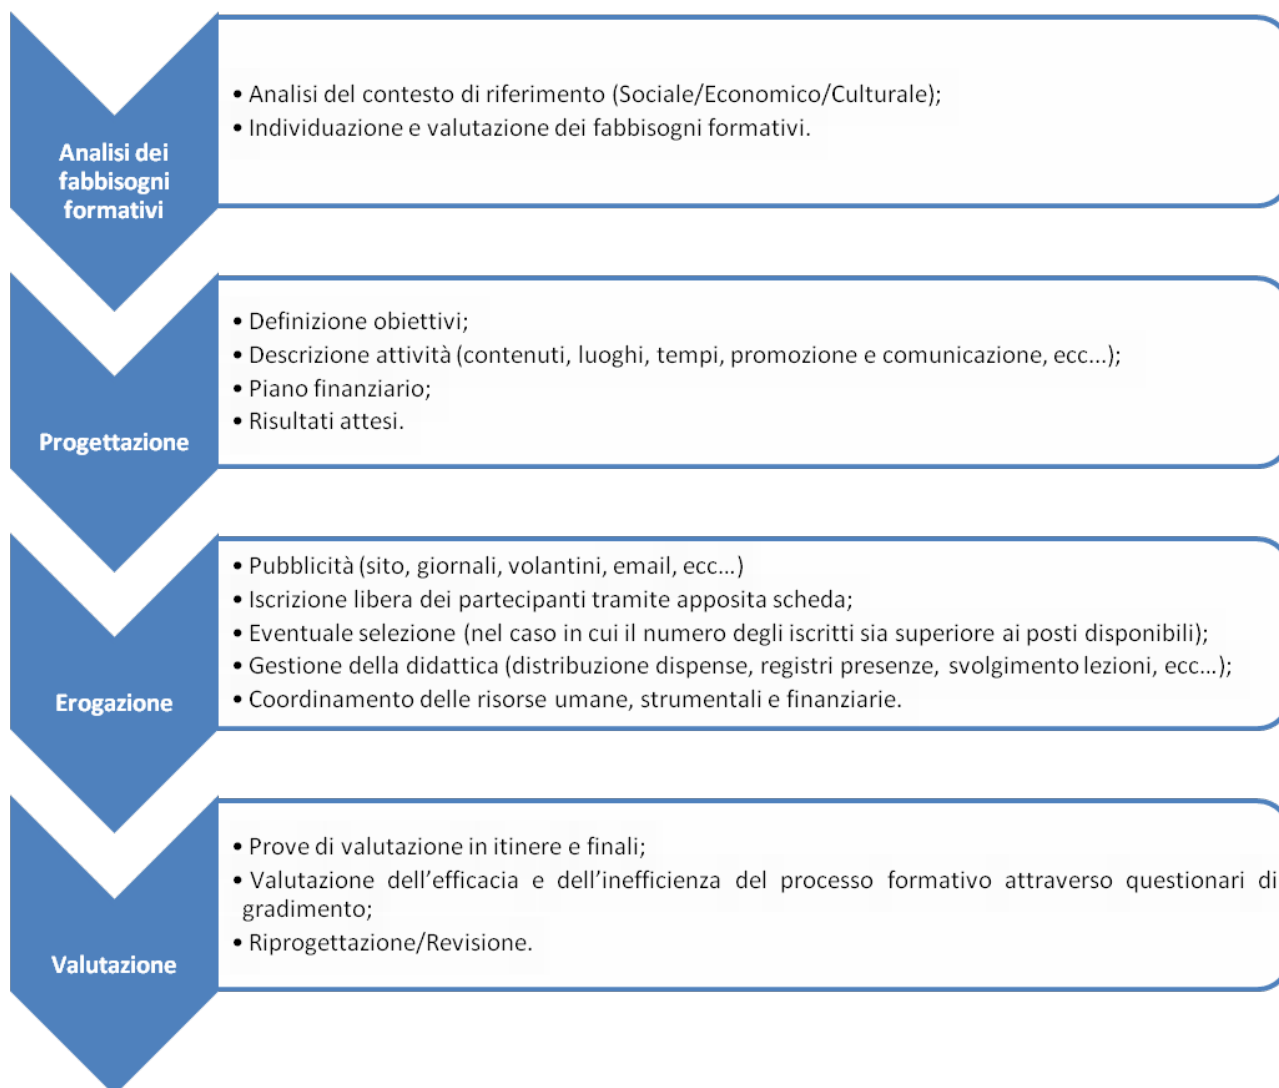 Analisi dei
fabbisogni
formativi
• Analisi del contesto di riferimento (Sociale/Economico/Culturale);
• Individuazione e valutazione dei fabbisogni formativi.
Progettazione
• Definizione obiettivi;
• Descrizione attività (contenuti, luoghi, tempi, promozione e comunicazione, ecc...);
• Piano finanziario;
• Risultati attesi.
Erogazione
• Pubblicità (sito, giornali, volantini, email, ecc...)
• Iscrizione libera dei partecipanti tramite apposita scheda;
• Eventuale selezione (nel caso in cui il numero degli iscritti sia superiore ai posti disponibili);
• Gestione della didattica (distribuzione dispense, registri presenze, svolgimento lezioni, ecc...);
• Coordinamento delle risorse umane, strumentali e finanziarie.
Valutazione
• Prove di valutazione in itinere e finali;
• Valutazione dell'efficacia e dell'inefficienza del processo formativo attraverso questionari di
gradimento;
• Riprogettazione/Revisione.